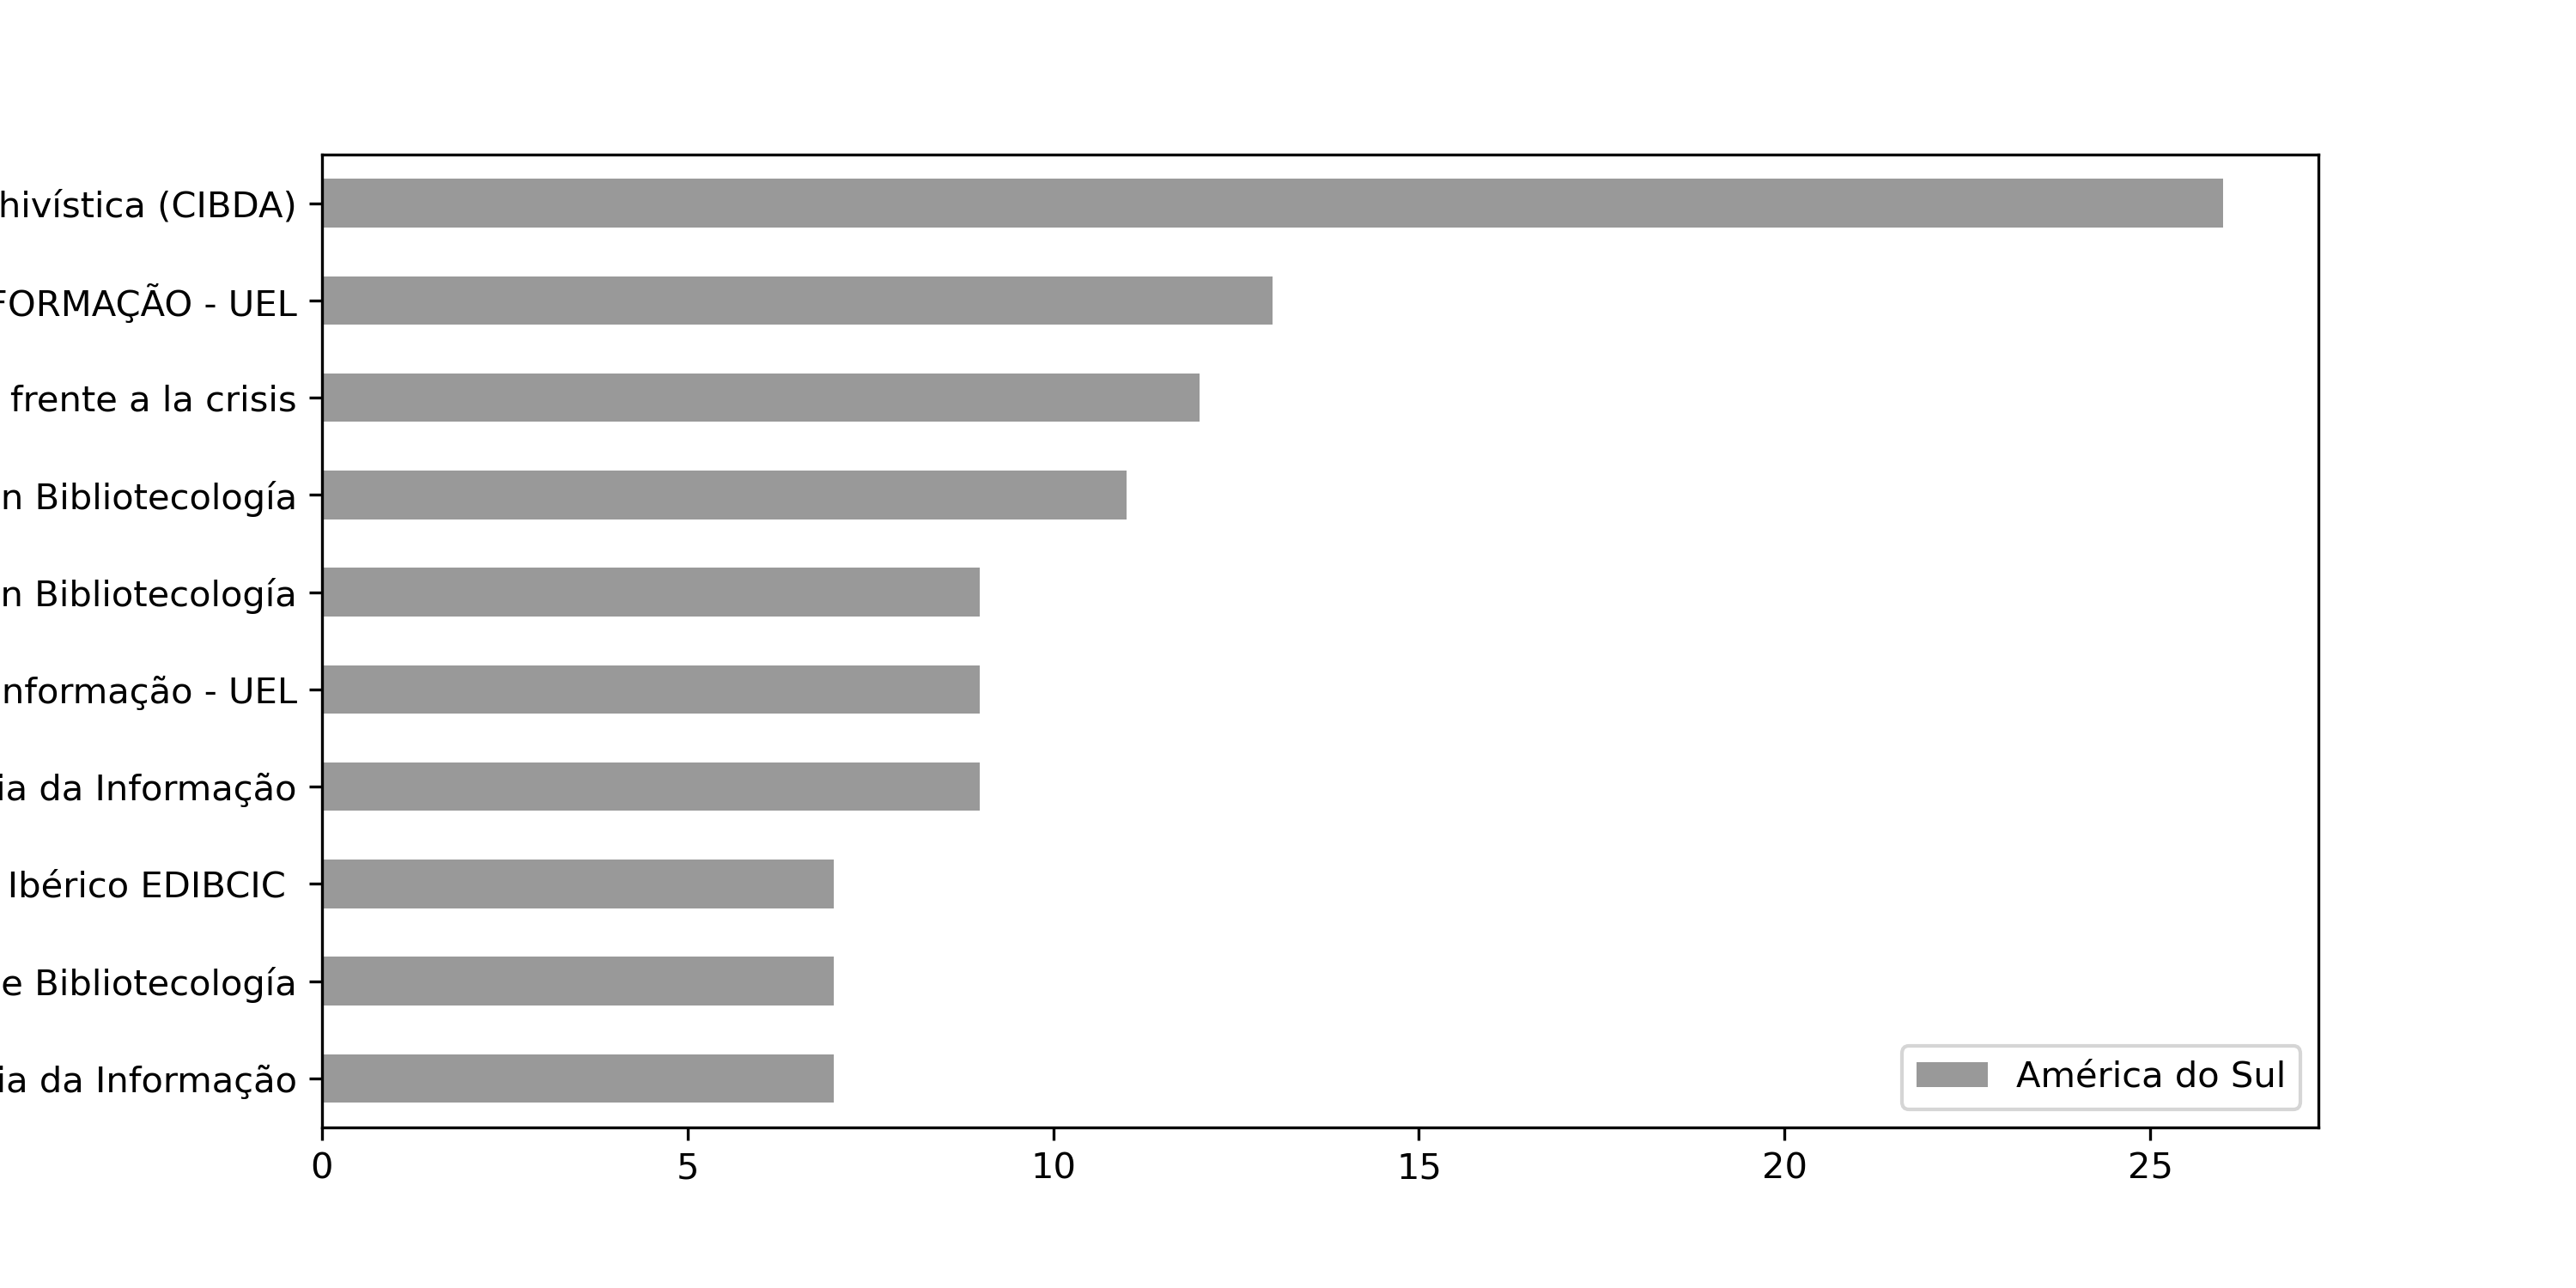 hivística (CIBDA)
FORMAÇÃO - UEL
frente a la crisis
n Bibliotecología
n Bibliotecología
nformação - UEL
ia da Informação
Ibérico EDIBCIC
e Bibliotecología
ia da Informação
América do Sul
0 5 10 15 20 25